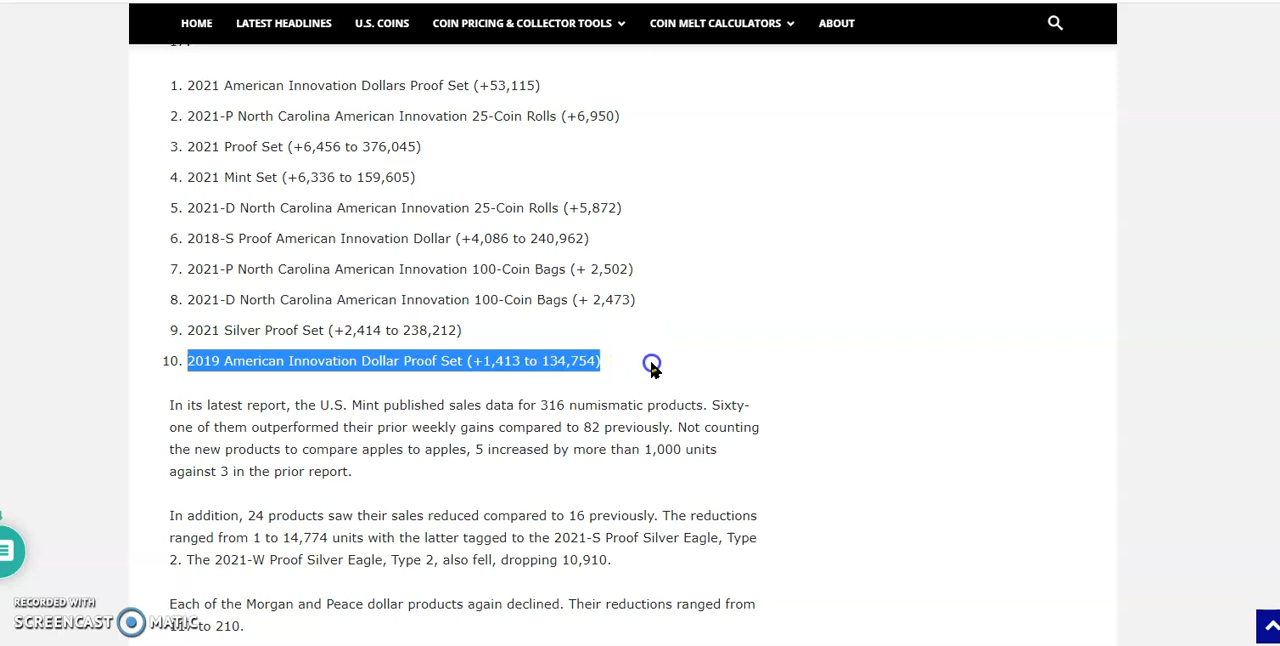 HOME LATEST HEADLINES U.S. COINS COIN PRICING & COLLECTOR TOOLS COIN MELT CALCULATORS ABOUT
1. 2021 American Innovation Dollars Proof Set (+53,115)
2. 2021-P North Carolina American Innovation 25-Coin Rolls (+6,950)
3. 2021 Proof Set (+6,456 to 376,045)
4. 2021 Mint Set (+6,336 to 159,605)
5. 2021-D North Carolina American Innovation 25-Coin Rolls (+5,872)
6. 2018-S Proof American Innovation Dollar (+4,086 to 240,962)
7. 2021-P North Carolina American Innovation 100-Coin Bags (+ 2,502)
8. 2021-D North Carolina American Innovation 100-Coin Bags (+ 2,473)
9. 2021 Silver Proof Set (+2,414 to 238,212)
10. 2019 American Innovation Dollar Proof Set (+1,413 to 134,754)
In its latest report, the U.S. Mint published sales data for 316 numismatic products. Sixty-
one of them outperformed their prior weekly gains compared to 82 previously. Not counting
the new products to compare apples to apples, 5 increased by more than 1,000 units
against 3 in the prior report.
In addition, 24 products saw their sales reduced compared to 16 previously. The reductions
ranged from 1 to 14,774 units with the latter tagged to the 2021-S Proof Silver Eagle, Type
2. The 2021-W Proof Silver Eagle, Type 2, also fell, dropping 10,910.
Each of the Morgan and Peace dollar products again declined. Their reductions ranged from
to 210.
RECORDED WITH
SCREENCAST MATIC